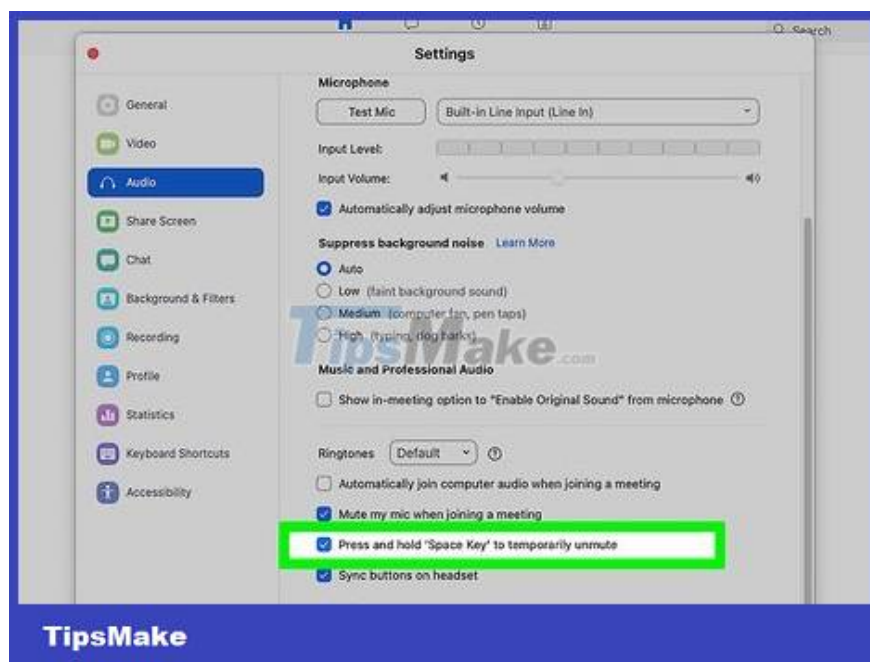 Search
Settings
Microphone
Test Mic
Built-in Line Input (Line In)
General
Video
Input Level:
Input Volume:
Audio
Automatically adjust microphone volume
Share Screen
Suppress background noise Learn More
Chat
Auto
Low (faint background sound)
Background & Filters
Medium (computer fan, pen taps)
High (typing, dog barks)
TipsMake.com
Recording
Music and Professional Audio
Profile
Show in-meeting option to "Enable Original Sound" from microphone
Statistics
Keyboard Shortcuts
Ringtones Default
Automatically join computer audio when joining a meeting
Accessibility
Mute my mic when joining a meeting
Press and hold 'Space Key' to temporarily unmute
Sync buttons on headset
TipsMake